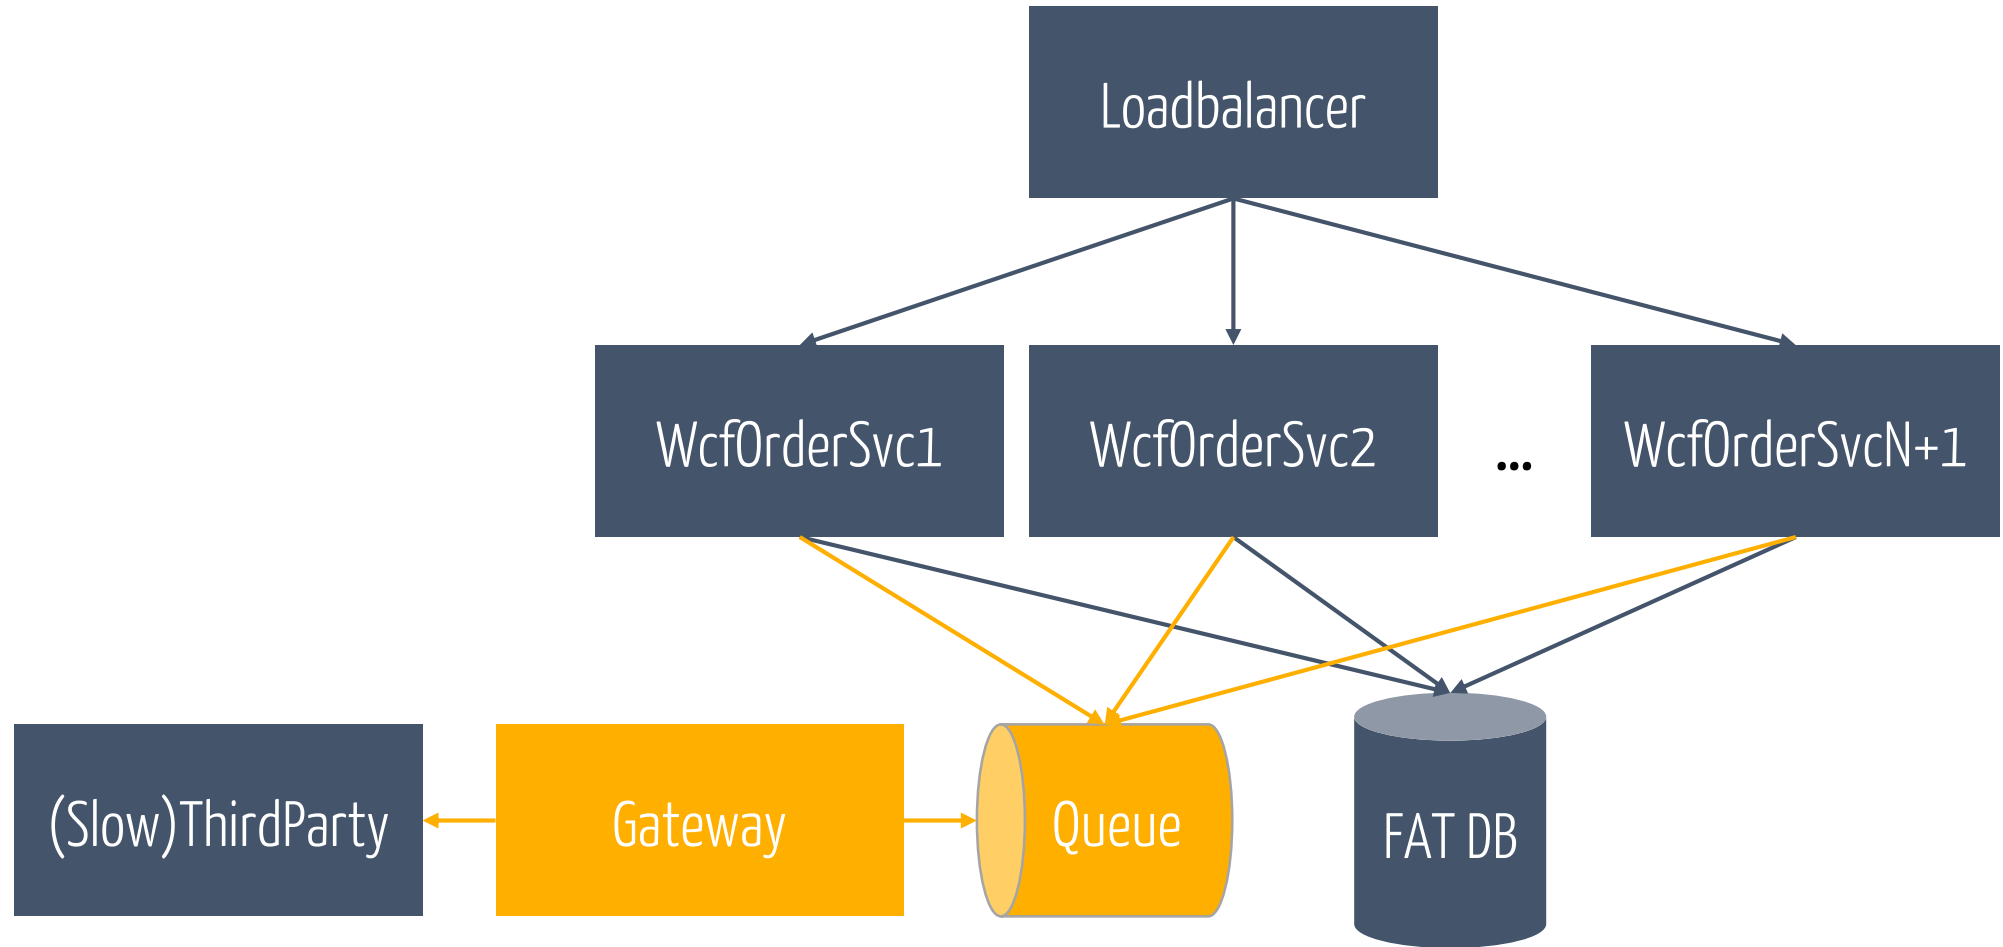 Loadbalancer
WcfOrderSvc1
WcfOrderSvc2
...
WcfOrderSvcN+1
(Slow)ThirdParty
Gateway
Queue
FAT DB